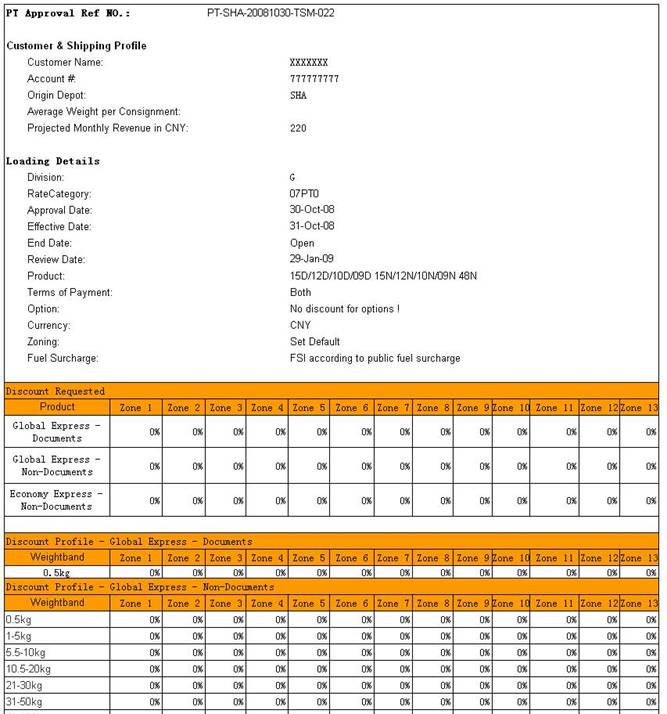 PT Approval Ref NO.: PT-SHA-20081030-TSM-022
Customer & Shipping Profile
Customer Name: XXXXXXX
Account #: 777777777
Origin Depot: SHA
Average Weight per Consignment:
Projected Monthly Revenue in CNY: 220
Loading Details
Division: G
RateCategory: 07PT0
Approval Date: 30-Oct-08
Effective Date: 31-Oct-08
End Date: Open
Review Date: 29-Jan-09
Product: 15D/12D/10D/09D 15N/12N/10N/09N 48N
Terms of Payment: Both
Option: No discount for options !
Currency: CNY
Zoning: Set Default
Fuel Surcharge: FSI according to public fuel surcharge
Discount Requested
Product Zone 1 Zone 2 Zone 3 Zone 4 Zone 5 Zone 6 Zone 7 Zone 8 Zone 9 Zone 10 Zone 11 Zone 12 Zone 13
Global Express -
Documents 0% 0% 0% 0% 0% 0% 0% 0% 0% 0% 0% 0% 0%
Global Express -
Non-Documents 0% 0% 0% 0% 0% 0% 0% 0% 0% 0% 0% 0% 0%
Economy Express -
Non-Documents 0% 0% 0% 0% 0% 0% 0% 0% 0% 0% 0% 0% 0%
Discount Profile - Global Express - Documents
Weightband Zone 1 Zone 2 Zone 3 Zone 4 Zone 5 Zone 6 Zone 7 Zone 8 Zone 9 Zone 10 Zone 11 Zone 12 Zone 13
0.5kg 0% 0% 0% 0% 0% 0% 0% 0% 0% 0% 0% 0% 0%
Discount Profile - Global Express - Non-Documents
Weightband Zone 1 Zone 2 Zone 3 Zone 4 Zone 5 Zone 6 Zone 7 Zone 8 Zone 9 Zone 10 Zone 11 Zone 12 Zone 13
0.5kg 0% 0% 0% 0% 0% 0% 0% 0% 0% 0% 0% 0% 0%
1-5kg 0% 0% 0% 0% 0% 0% 0% 0% 0% 0% 0% 0% 0%
5.5-10kg 0% 0% 0% 0% 0% 0% 0% 0% 0% 0% 0% 0% 0%
10.5-20kg 0% 0% 0% 0% 0% 0% 0% 0% 0% 0% 0% 0% 0%
21-30kg 0% 0% 0% 0% 0% 0% 0% 0% 0% 0% 0% 0% 0%
31-50kg 0% 0% 0% 0% 0% 0% 0% 0% 0% 0% 0% 0% 0%